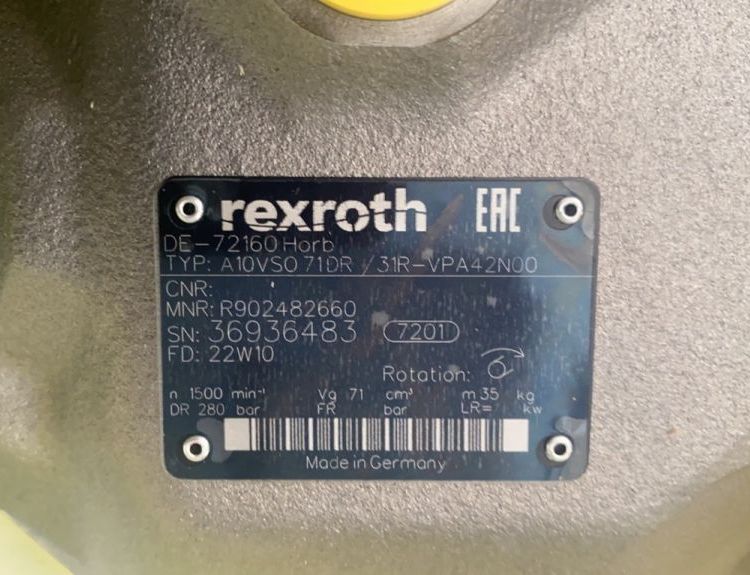 rexroth EAC
DE-72160 Horb
TYP: A10VSO 71DR /31R-VPA42N00
CNR:
MNR: R902482660
SN: 36936483 7201
FD: 22W10
Rotation:
n 1500 min⁻¹ Vg 71 cm³ m 35 kg
DR 280 bar FR bar LR= kw
Made in Germany